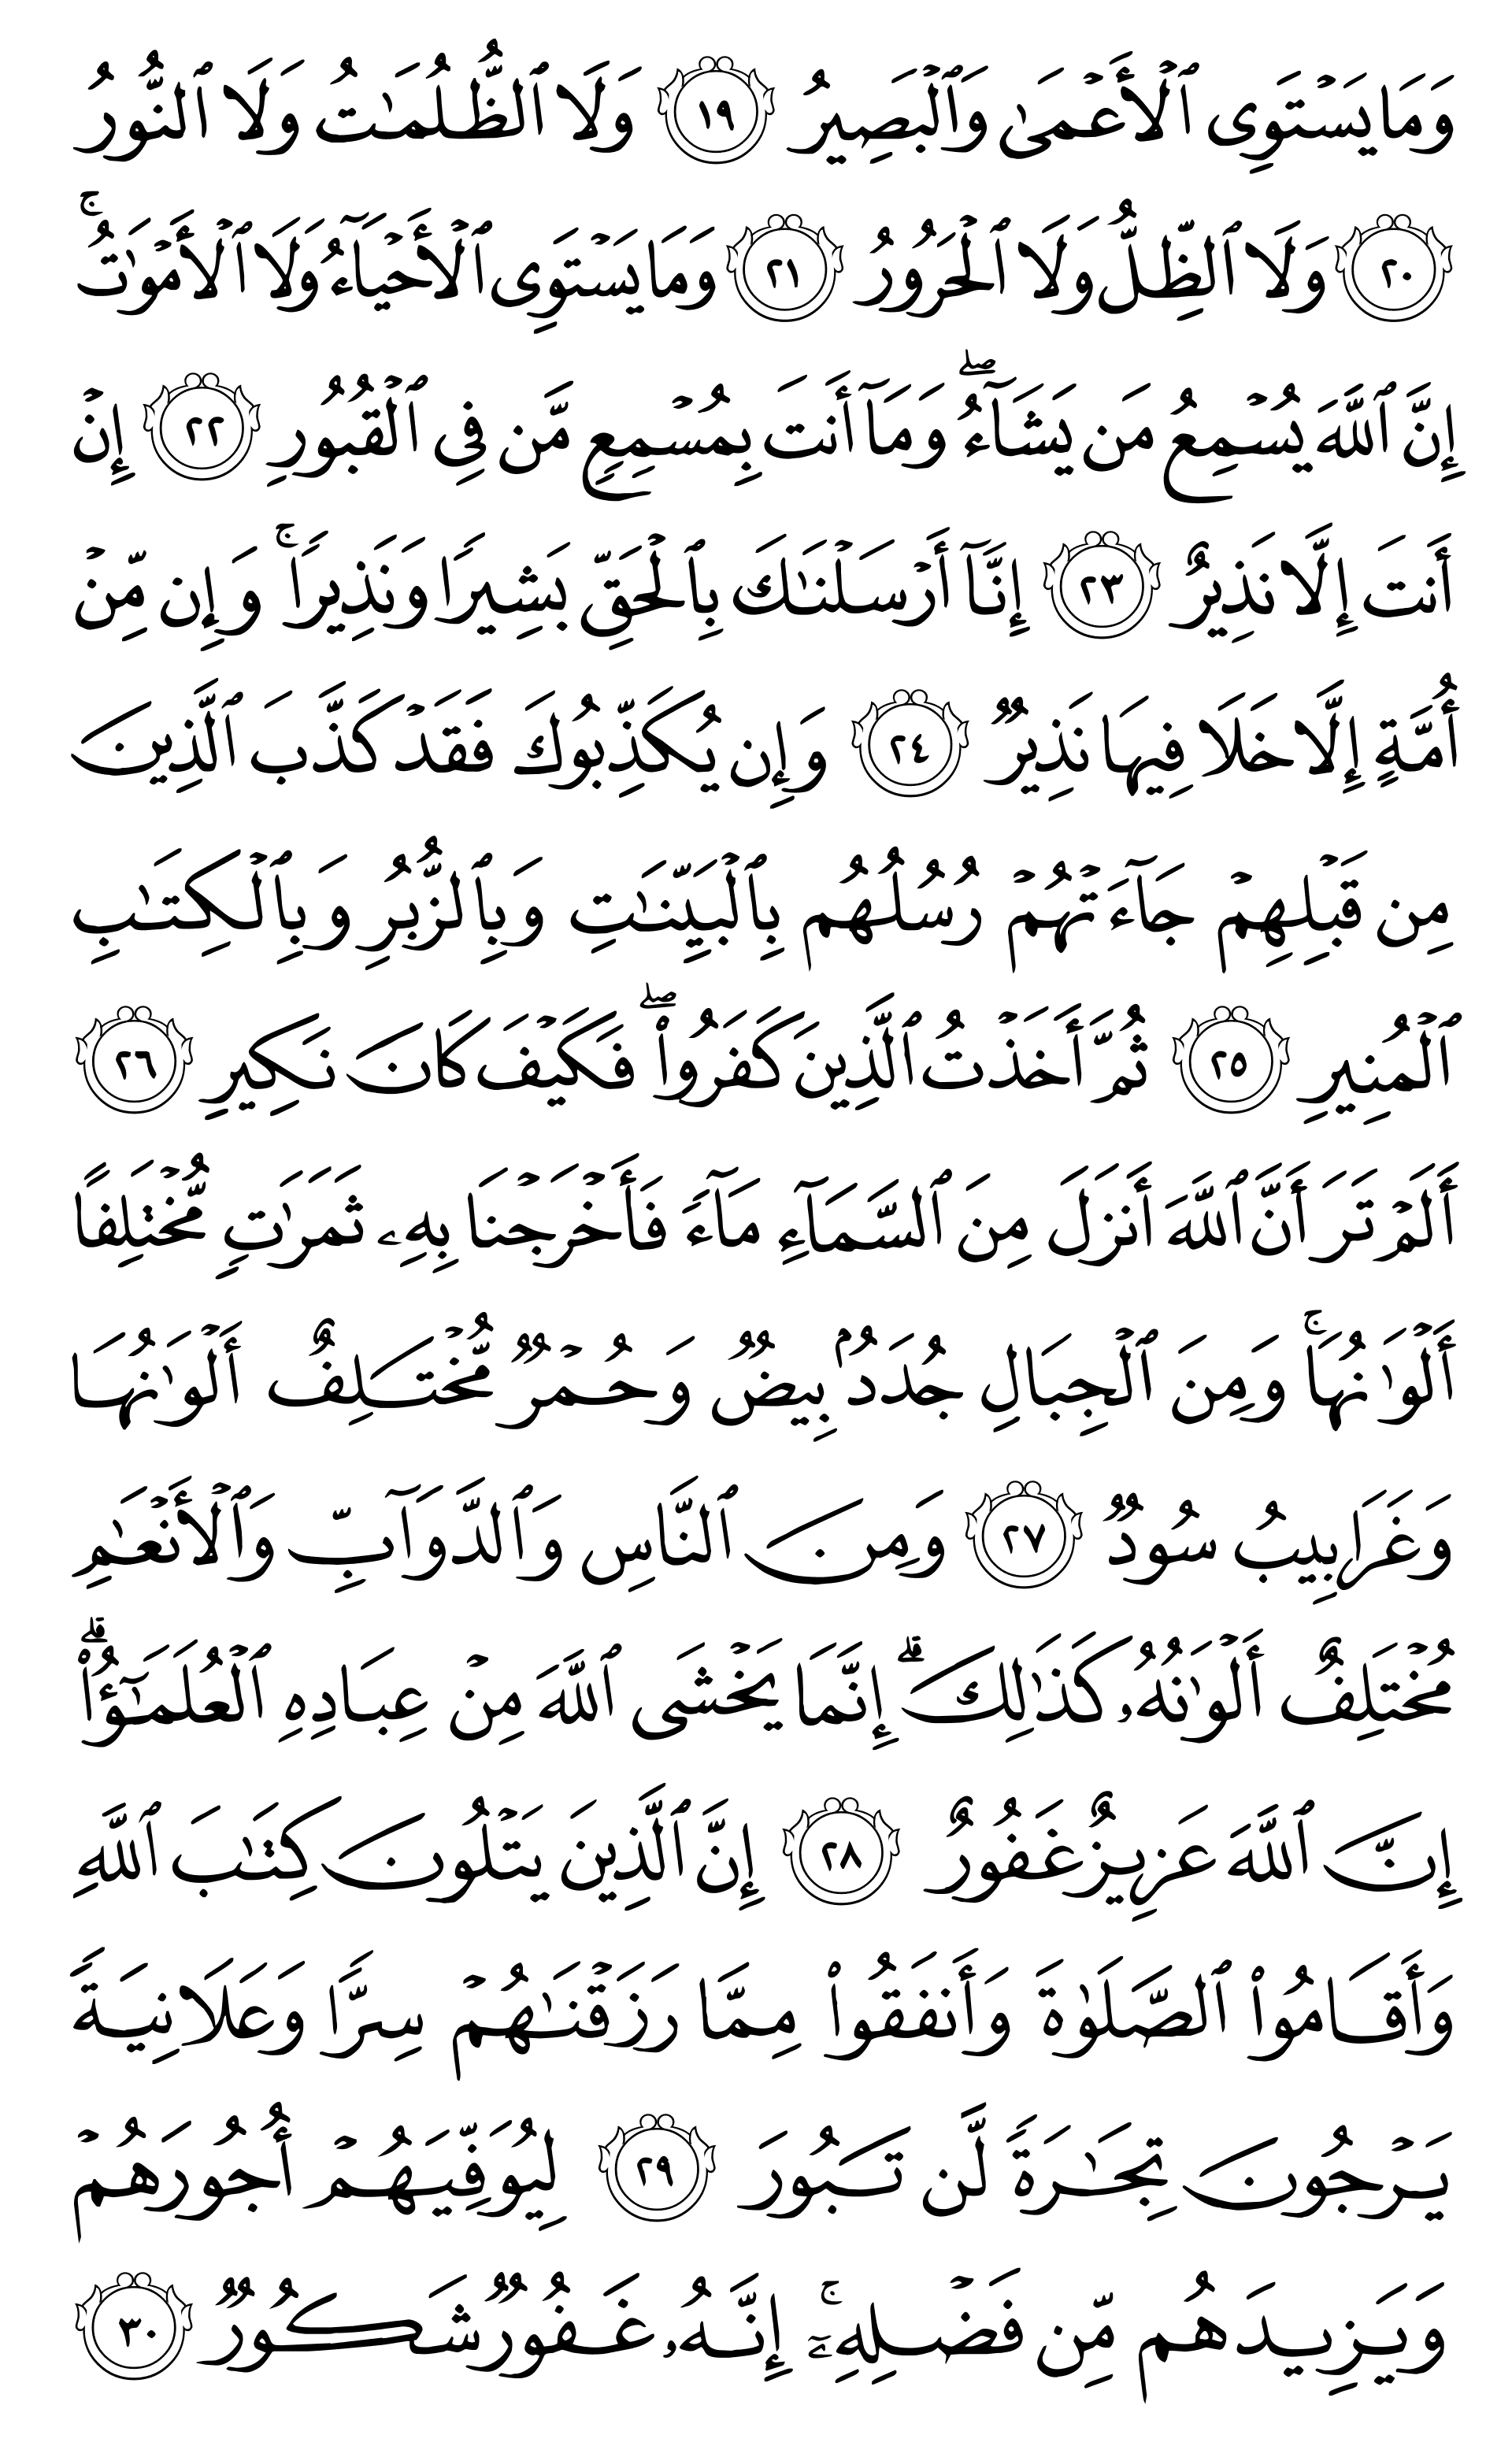 وَمَا يَسۡتَوِي ٱلۡأَعۡمَىٰ وَٱلۡبَصِيرُ ١٩ وَلَا ٱلظُّلُمَٰتُ وَلَا ٱلنُّورُ
٢٠ وَلَا ٱلظِّلُّ وَلَا ٱلۡحَرُورُ ٢١ وَمَا يَسۡتَوِي ٱلۡأَحۡيَآءُ وَلَا ٱلۡأَمۡوَٰتُۚ
إِنَّ ٱللَّهَ يُسۡمِعُ مَن يَشَآءُۖ وَمَآ أَنتَ بِمُسۡمِعٖ مَّن فِي ٱلۡقُبُورِ ٢٢ إِنۡ
أَنتَ إِلَّا نَذِيرٌ ٢٣ إِنَّآ أَرۡسَلۡنَٰكَ بِٱلۡحَقِّ بَشِيرٗا وَنَذِيرٗاۚ وَإِن مِّنۡ
أُمَّةٍ إِلَّا خَلَا فِيهَا نَذِيرٞ ٢٤ وَإِن يُكَذِّبُوكَ فَقَدۡ كَذَّبَ ٱلَّذِينَ
مِن قَبۡلِهِمۡ جَآءَتۡهُمۡ رُسُلُهُم بِٱلۡبَيِّنَٰتِ وَبِٱلزُّبُرِ وَبِٱلۡكِتَٰبِ
ٱلۡمُنِيرِ ٢٥ ثُمَّ أَخَذۡتُ ٱلَّذِينَ كَفَرُواْۖ فَكَيۡفَ كَانَ نَكِيرِ ٢٦
أَلَمۡ تَرَ أَنَّ ٱللَّهَ أَنزَلَ مِنَ ٱلسَّمَآءِ مَآءٗ فَأَخۡرَجۡنَا بِهِۦ ثَمَرَٰتٖ مُّخۡتَلِفًا
أَلۡوَٰنُهَاۚ وَمِنَ ٱلۡجِبَالِ جُدَدُۢ بِيضٞ وَحُمۡرٞ مُّخۡتَلِفٌ أَلۡوَٰنُهَا
وَغَرَابِيبُ سُودٞ ٢٧ وَمِنَ ٱلنَّاسِ وَٱلدَّوَآبِّ وَٱلۡأَنۡعَٰمِ
مُخۡتَلِفٌ أَلۡوَٰنُهُۥ كَذَٰلِكَۗ إِنَّمَا يَخۡشَى ٱللَّهَ مِنۡ عِبَادِهِ ٱلۡعُلَمَٰٓؤُاْۗ
إِنَّ ٱللَّهَ عَزِيزٌ غَفُورٌ ٢٨ إِنَّ ٱلَّذِينَ يَتۡلُونَ كِتَٰبَ ٱللَّهِ
وَأَقَامُواْ ٱلصَّلَوٰةَ وَأَنفَقُواْ مِمَّا رَزَقۡنَٰهُمۡ سِرّٗا وَعَلَانِيَةٗ
يَرۡجُونَ تِجَٰرَةٗ لَّن تَبُورَ ٢٩ لِيُوَفِّيَهُمۡ أُجُورَهُمۡ
وَيَزِيدَهُم مِّن فَضۡلِهِۦٓۚ إِنَّهُۥ غَفُورٞ شَكُورٞ ٣٠